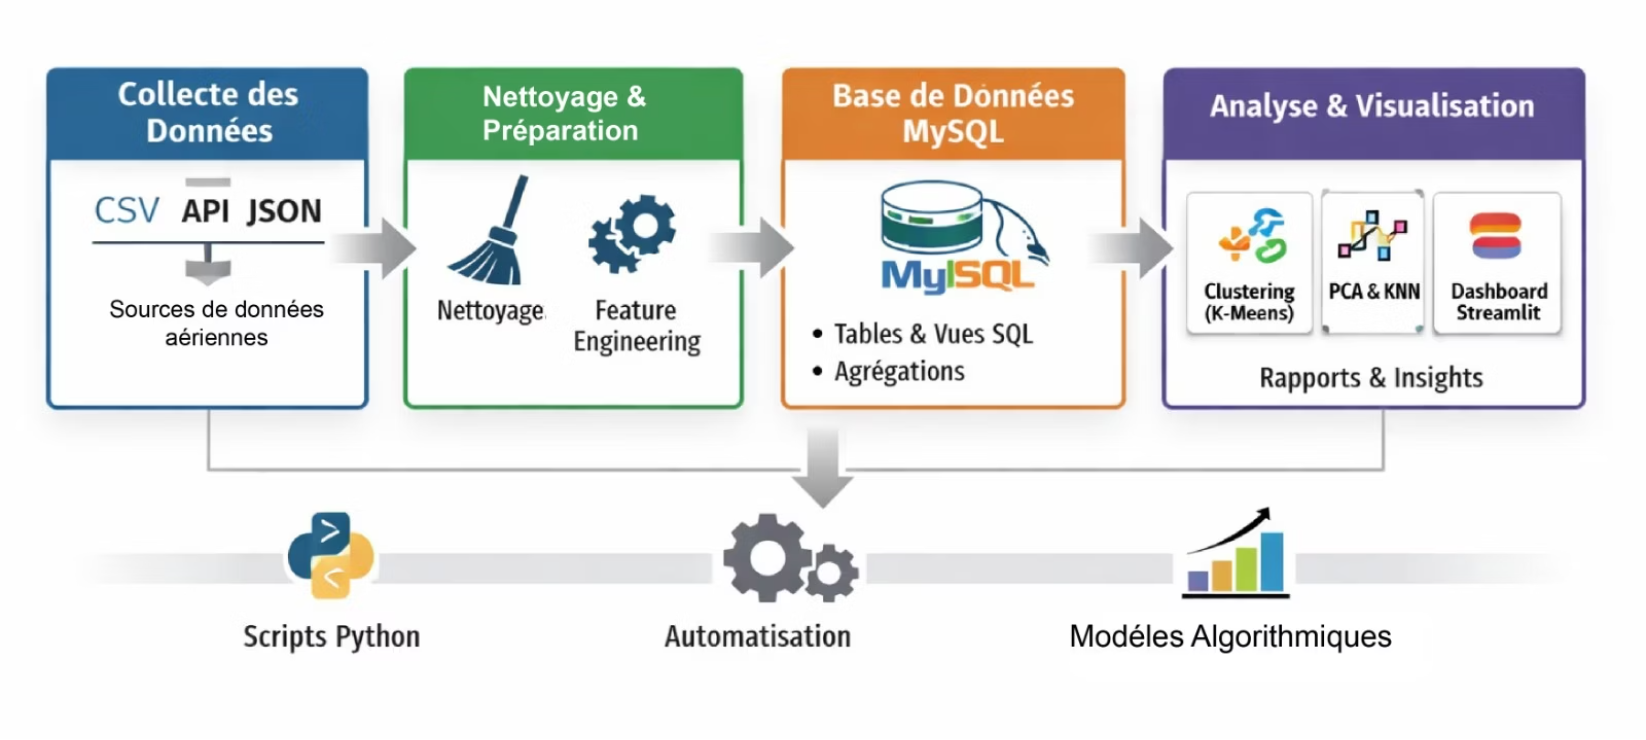 Collecte des
Données
Nettoyage &
Préparation
Base de Données
MySQL
Analyse & Visualisation
CSV API JSON
Sources de données
aériennes
Nettoyage
Feature
Engineering
MylSQL
• Tables & Vues SQL
• Agrégations
Clustering
(K-Meens)
PCA & KNN
Dashboard
Streamlit
Rapports & Insights
Scripts Python
Automatisation
Modéles Algorithmiques